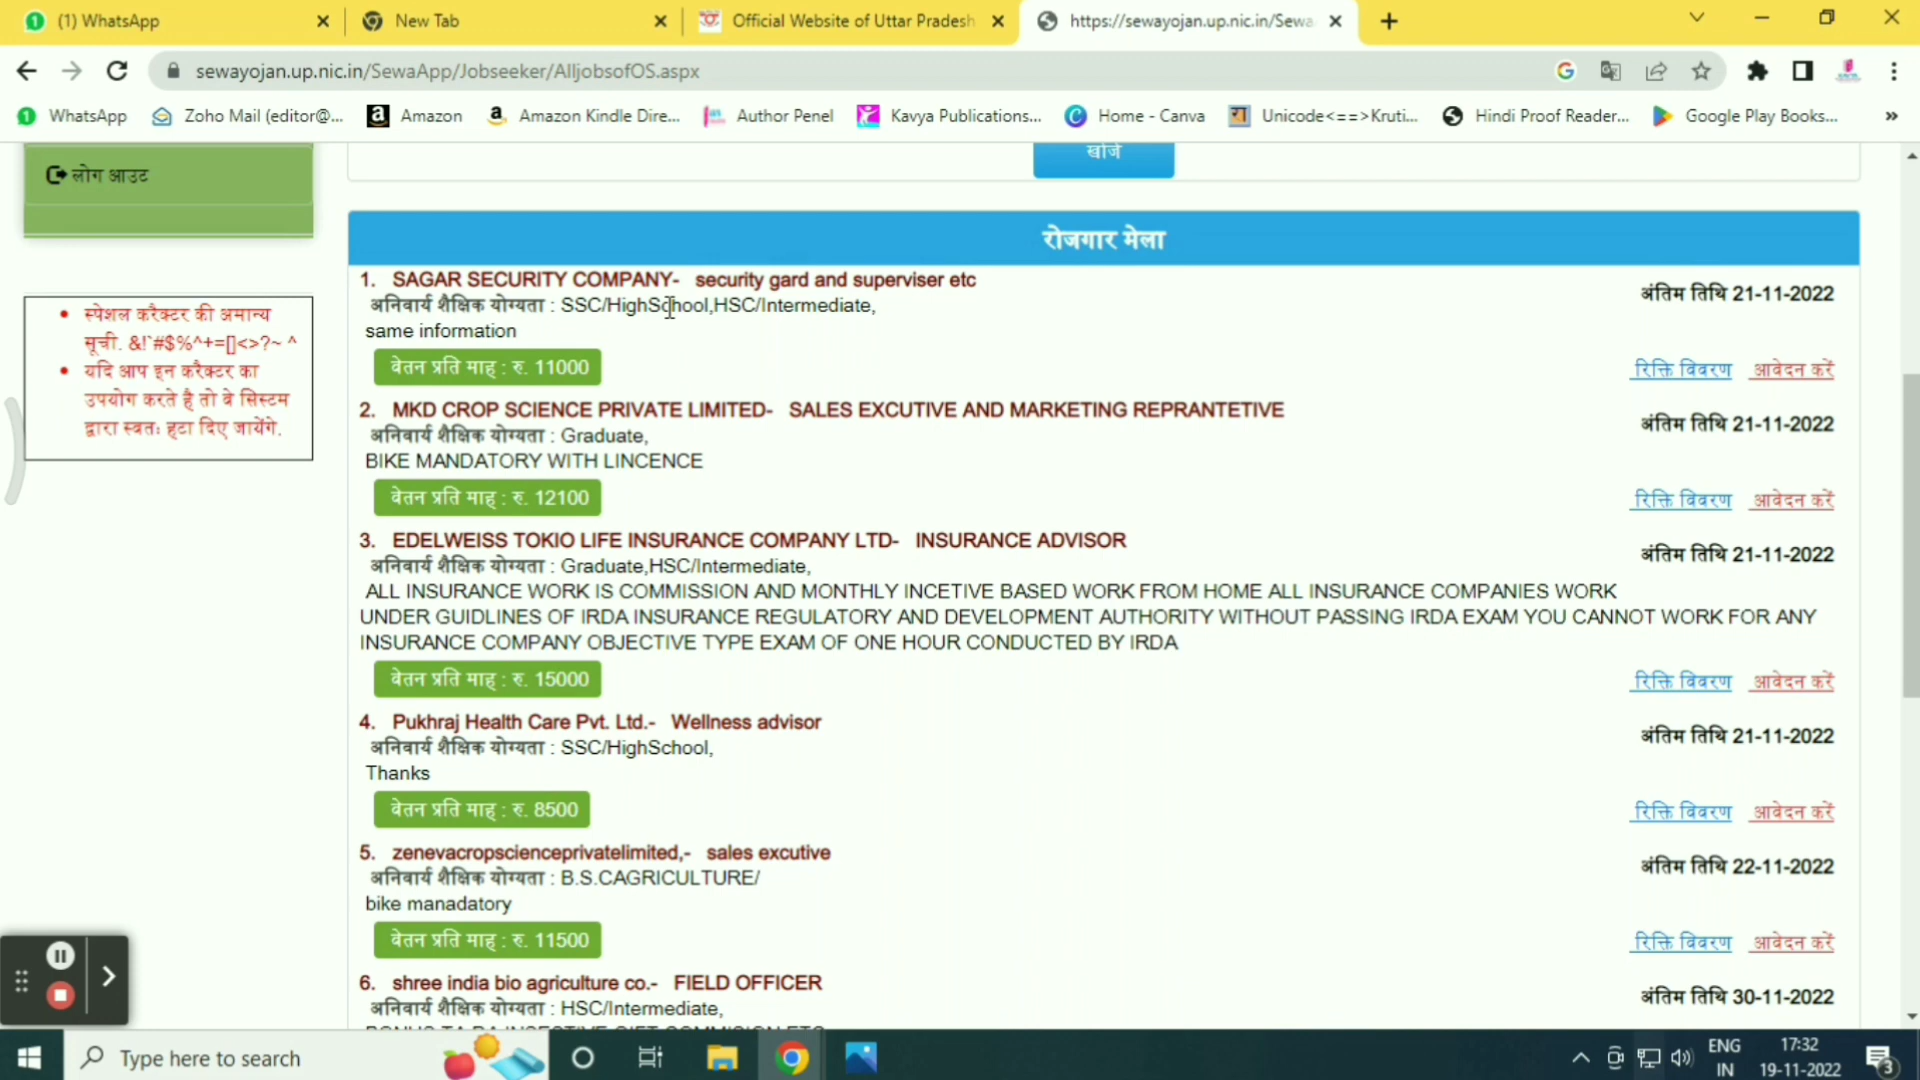 (1) WhatsApp
New Tab
Official Website of Uttar Pradesh
https://sewayojan.up.nic.in/Sewa
sewayojan.up.nic.in/SewaApp/Jobseeker/AlljobsofOS.aspx
WhatsApp
Zoho Mail (editor@...
Amazon
Amazon Kindle Dire...
Author Penel
Kavya Publications...
Home - Canva
Unicode<==>Kruti...
Hindi Proof Reader...
Google Play Books...
»
लोग आउट
खोजें
स्पेशल करैक्टर की अमान्य
सूची. &!`#$%^+=[]<>?~ ^
यदि आप इन करैक्टर का
उपयोग करते है तो वे सिस्टम
द्वारा स्वतः हटा दिए जायेंगे.
रोजगार मेला
1. SAGAR SECURITY COMPANY- security gard and superviser etc
अंतिम तिथि 21-11-2022
अनिवार्य शैक्षिक योग्यता : SSC/HighSchool,HSC/Intermediate,
same information
वेतन प्रति माह : रु. 11000
रिक्ति विवरण आवेदन करें
2. MKD CROP SCIENCE PRIVATE LIMITED- SALES EXCUTIVE AND MARKETING REPRANTETIVE
अंतिम तिथि 21-11-2022
अनिवार्य शैक्षिक योग्यता : Graduate,
BIKE MANDATORY WITH LINCENCE
वेतन प्रति माह : रु. 12100
रिक्ति विवरण आवेदन करें
3. EDELWEISS TOKIO LIFE INSURANCE COMPANY LTD- INSURANCE ADVISOR
अंतिम तिथि 21-11-2022
अनिवार्य शैक्षिक योग्यता : Graduate,HSC/Intermediate,
ALL INSURANCE WORK IS COMMISSION AND MONTHLY INCETIVE BASED WORK FROM HOME ALL INSURANCE COMPANIES WORK
UNDER GUIDLINES OF IRDA INSURANCE REGULATORY AND DEVELOPMENT AUTHORITY WITHOUT PASSING IRDA EXAM YOU CANNOT WORK FOR ANY
INSURANCE COMPANY OBJECTIVE TYPE EXAM OF ONE HOUR CONDUCTED BY IRDA
वेतन प्रति माह : रु. 15000
रिक्ति विवरण आवेदन करें
4. Pukhraj Health Care Pvt. Ltd.- Wellness advisor
अंतिम तिथि 21-11-2022
अनिवार्य शैक्षिक योग्यता : SSC/HighSchool,
Thanks
वेतन प्रति माह : रु. 8500
रिक्ति विवरण आवेदन करें
5. zenevacropscienceprivatelimited,- sales excutive
अंतिम तिथि 22-11-2022
अनिवार्य शैक्षिक योग्यता : B.S.CAGRICULTURE/
bike manadatory
वेतन प्रति माह : रु. 11500
रिक्ति विवरण आवेदन करें
6. shree india bio agriculture co.- FIELD OFFICER
अंतिम तिथि 30-11-2022
अनिवार्य शैक्षिक योग्यता : HSC/Intermediate,
Type here to search
ENG
IN
17:32
19-11-2022
3